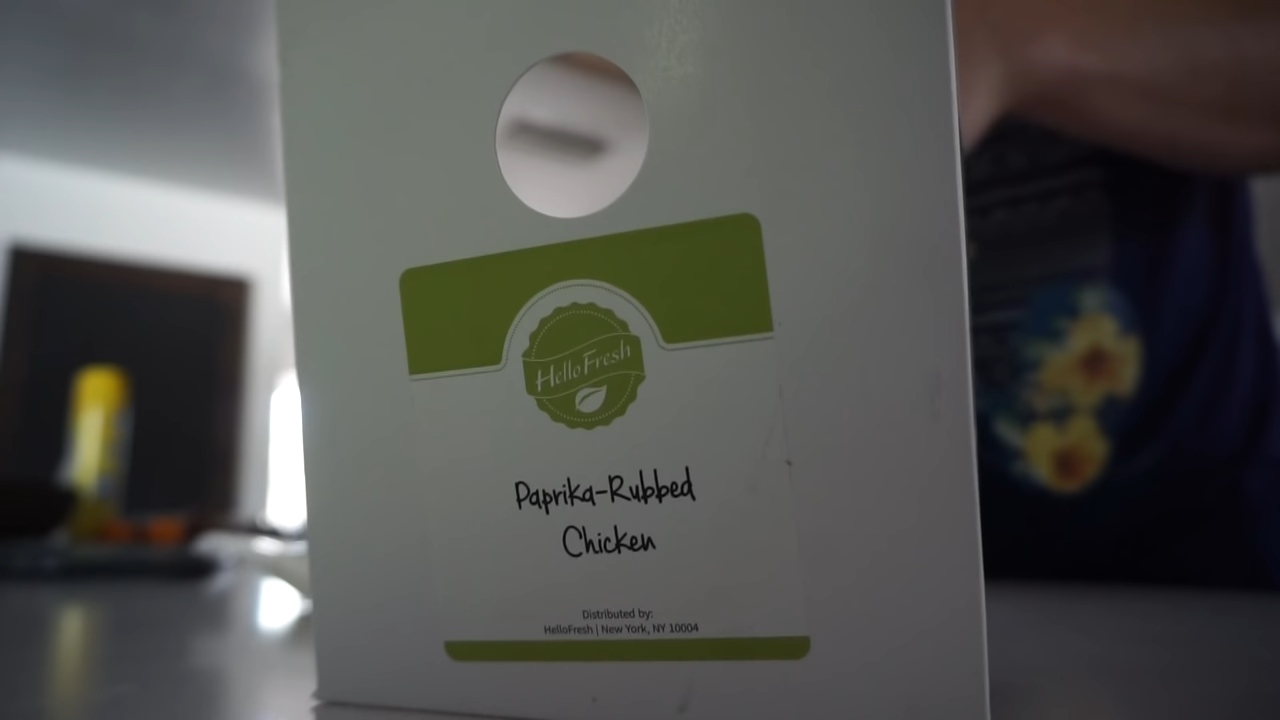 HelloFresh
Paprika-Rubbed
Chicken
Distributed by:
HelloFresh | New York, NY 10004